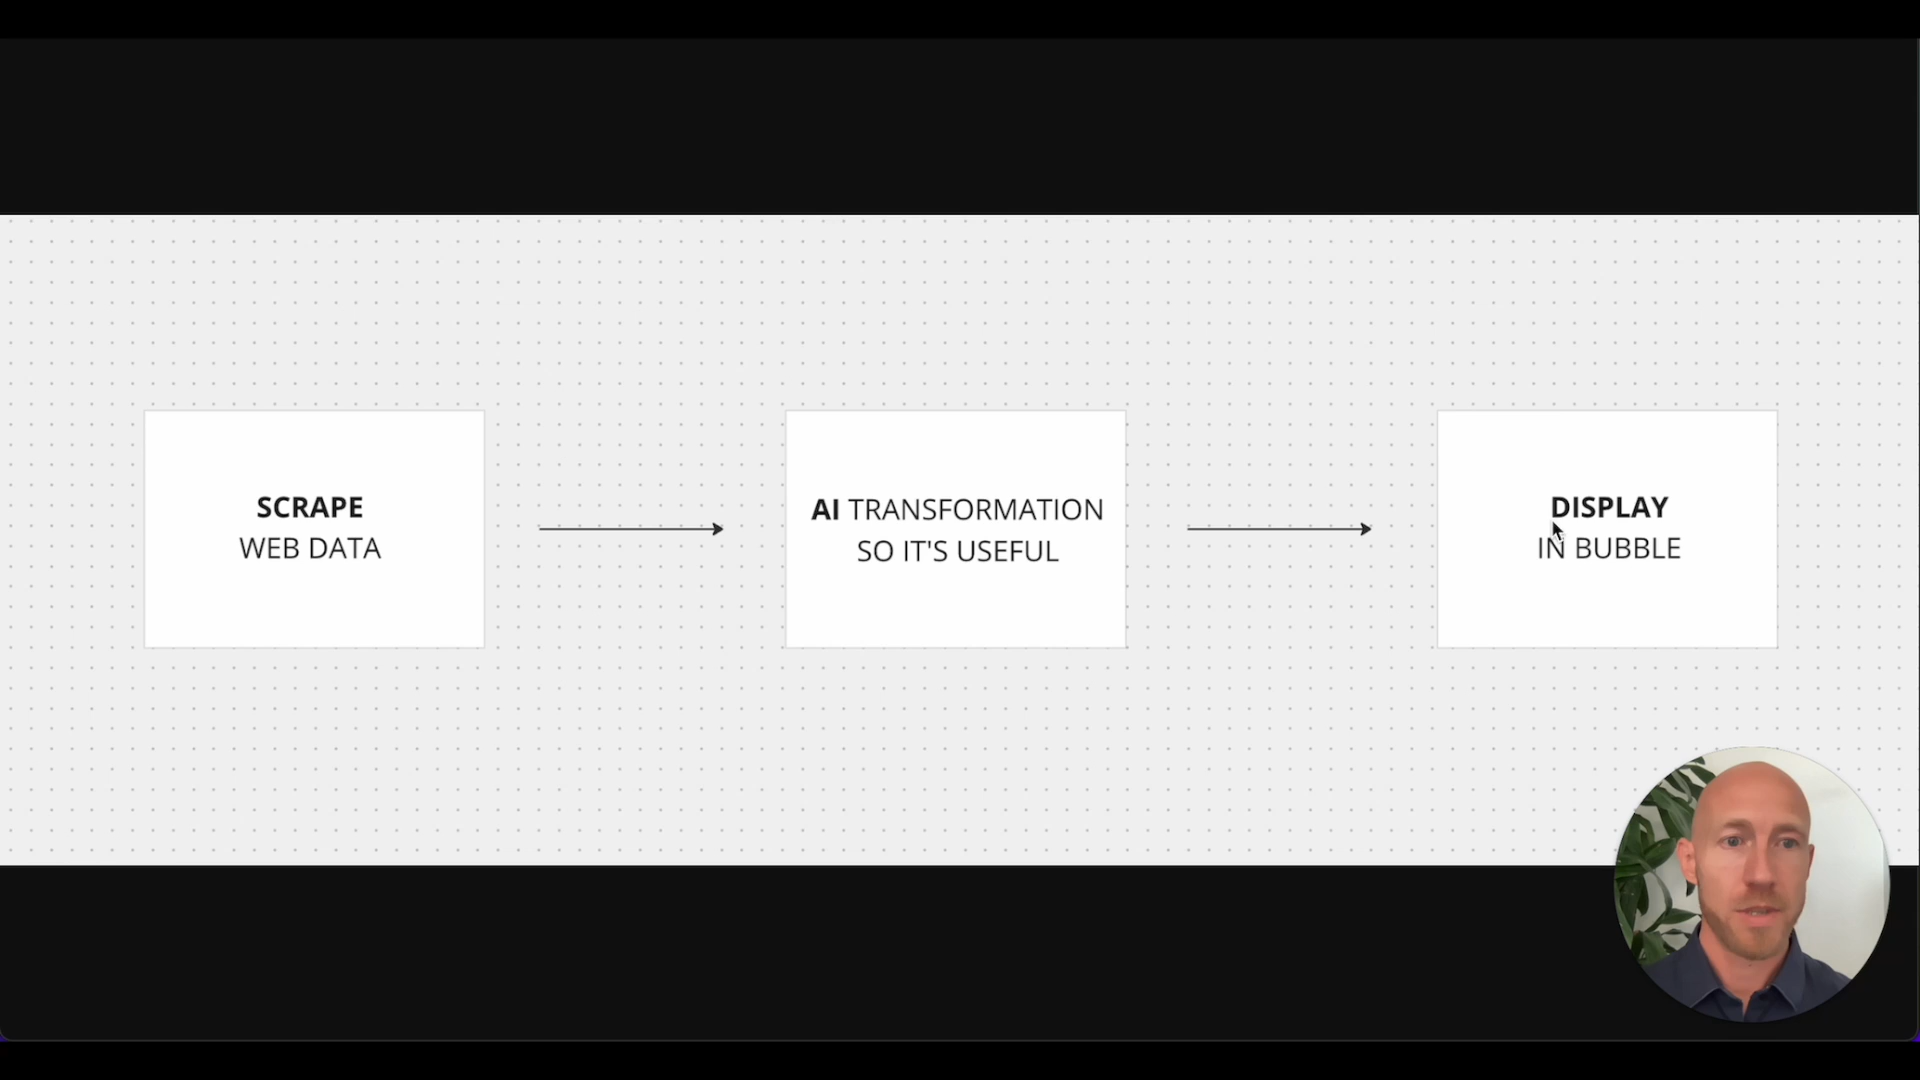 SCRAPE
WEB DATA
AI TRANSFORMATION
SO IT'S USEFUL
DISPLAY
IN BUBBLE